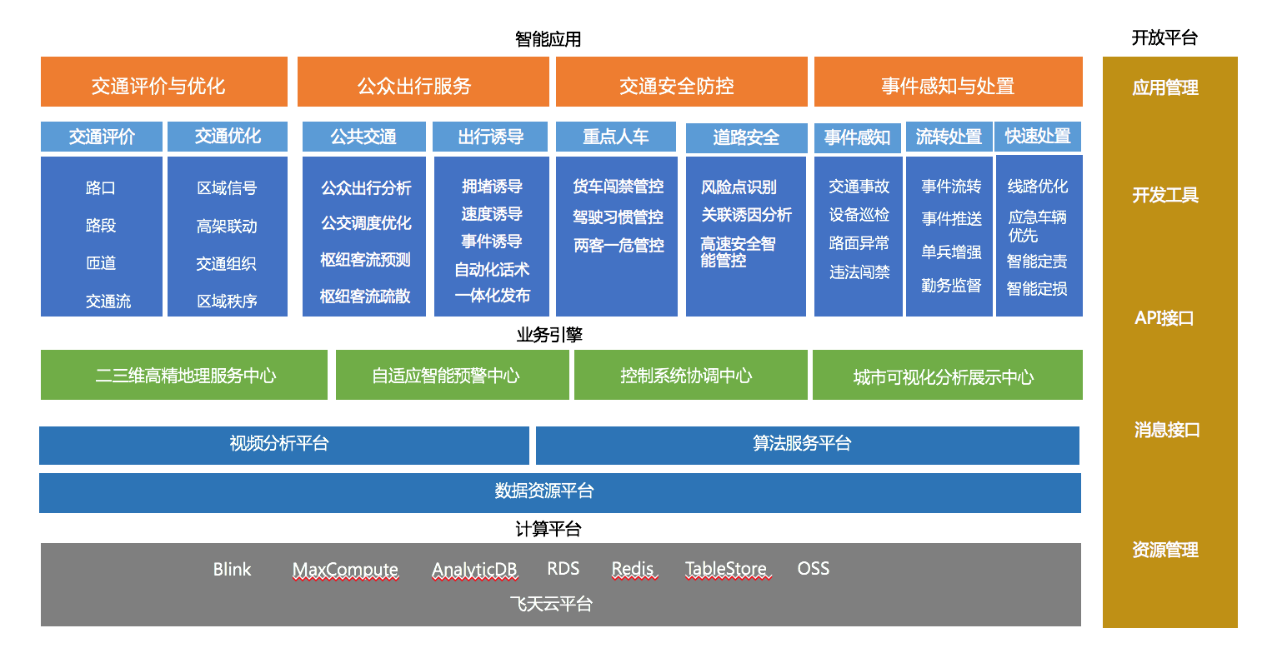 智能应用
开放平台
交通评价与优化
公众出行服务
交通安全防控
事件感知与处置
交通评价
交通优化
公共交通
出行诱导
重点人车
道路安全
事件感知
流转处置
快速处置
路口
路段
匝道
交通流
区域信号
高架联动
交通组织
区域秩序
公众出行分析
公交调度优化
枢纽客流预测
枢纽客流疏散
拥堵诱导
速度诱导
事件诱导
自动化话术
一体化发布
货车闯禁管控
驾驶习惯管控
两客一危管控
风险点识别
关联诱因分析
高速安全智
能管控
交通事故
设备巡检
路面异常
违法闯禁
事件流转
事件推送
单兵增强
勤务监督
线路优化
应急车辆
优先
智能定责
智能定损
业务引擎
二三维高精地理服务中心
自适应智能预警中心
控制系统协调中心
城市可视化分析展示中心
视频分析平台
算法服务平台
数据资源平台
计算平台
Blink MaxCompute AnalyticDB RDS Redis TableStore OSS
飞天云平台
应用管理
开发工具
API接口
消息接口
资源管理